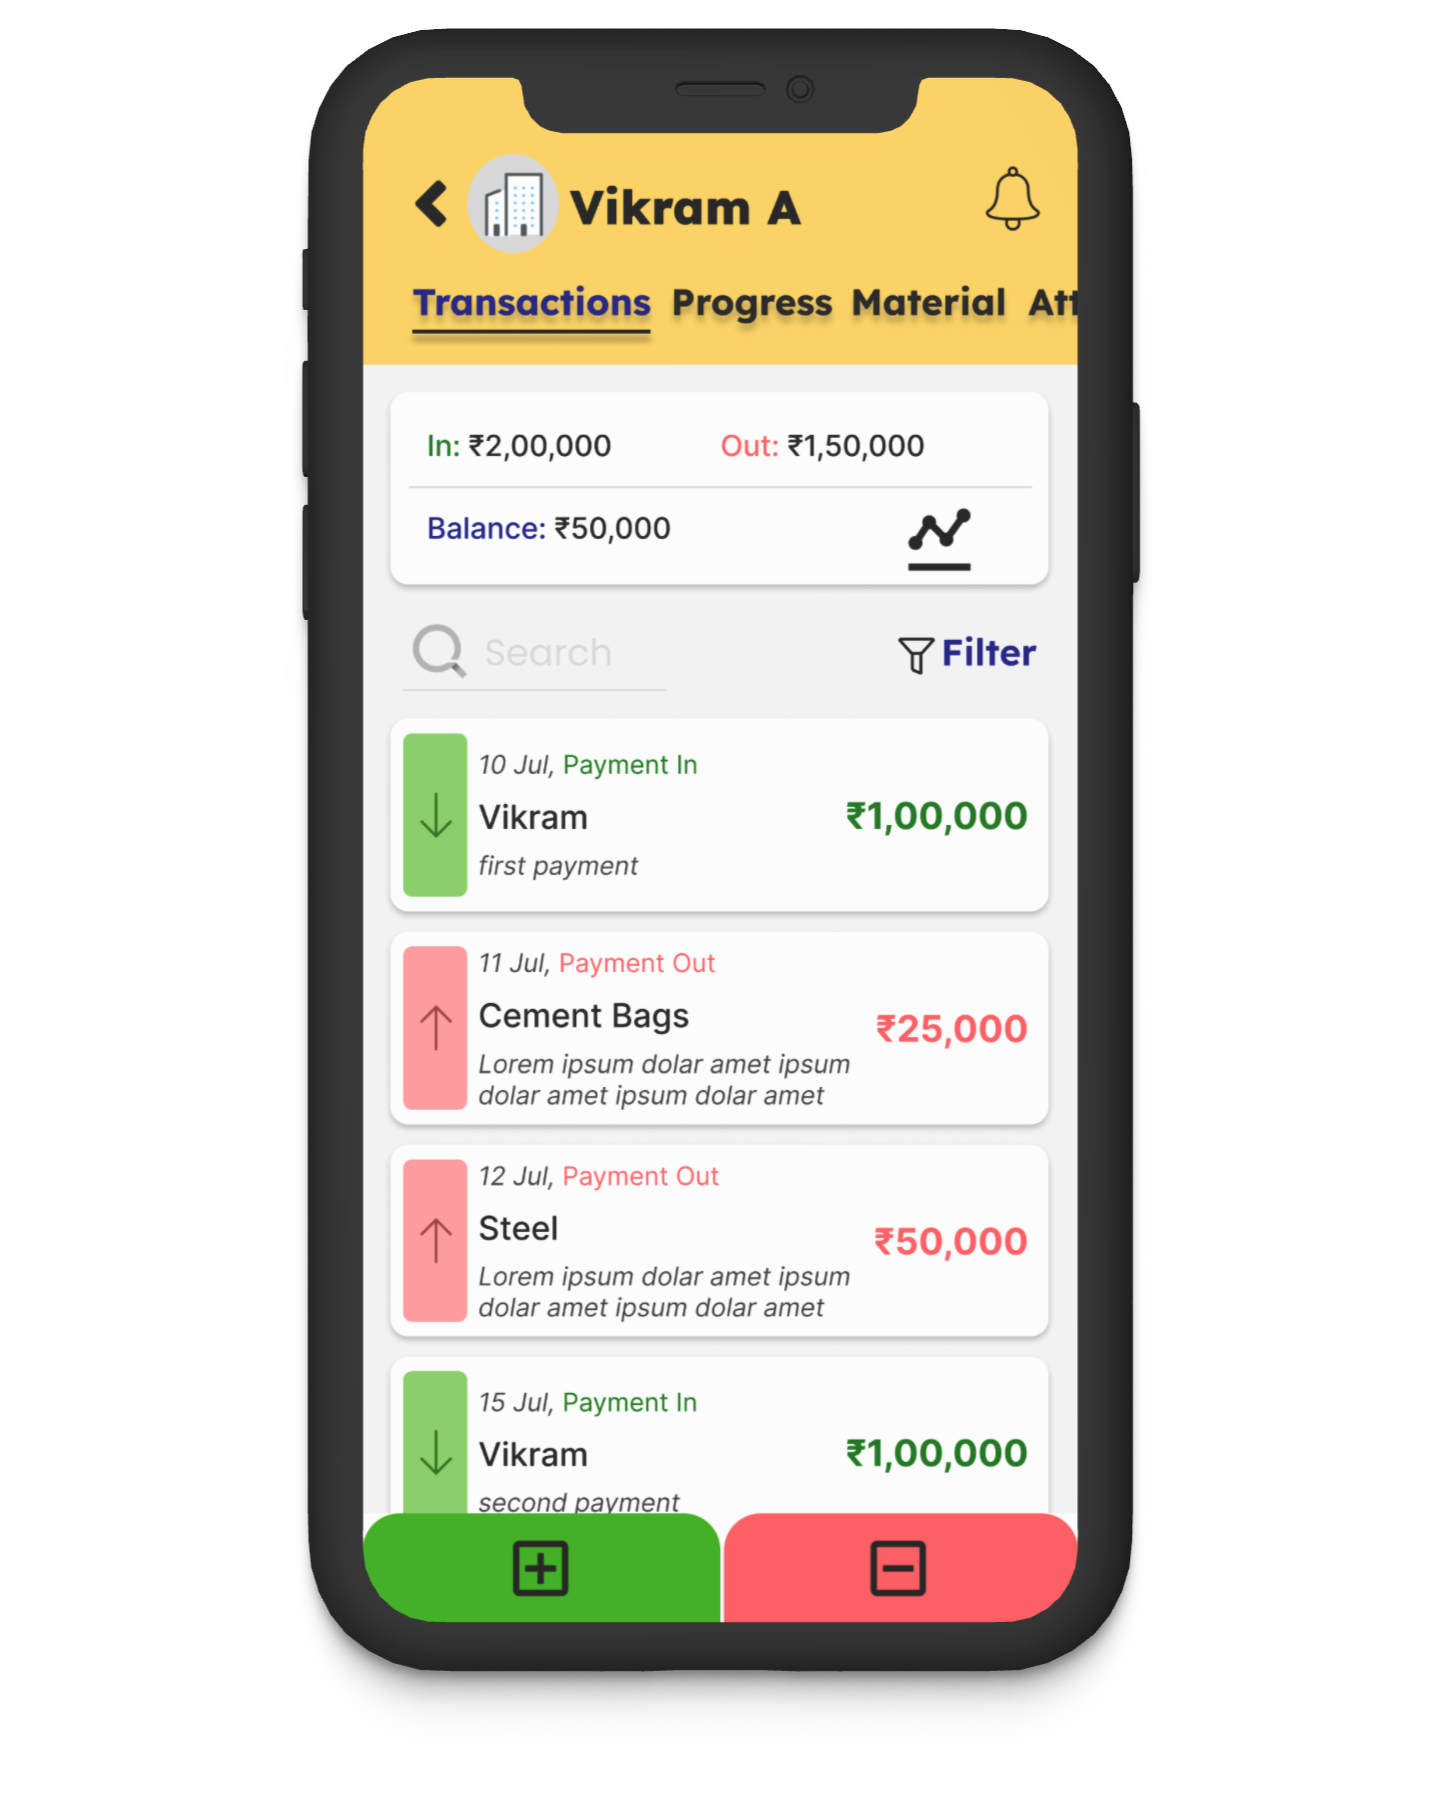 Vikram A
Transactions Progress Material Att
In: ₹2,00,000 Out: ₹1,50,000
Balance: ₹50,000
Search Filter
10 Jul, Payment In
Vikram ₹1,00,000
first payment
11 Jul, Payment Out
Cement Bags ₹25,000
Lorem ipsum dolar amet ipsum
dolar amet ipsum dolar amet
12 Jul, Payment Out
Steel ₹50,000
Lorem ipsum dolar amet ipsum
dolar amet ipsum dolar amet
15 Jul, Payment In
Vikram ₹1,00,000
second payment